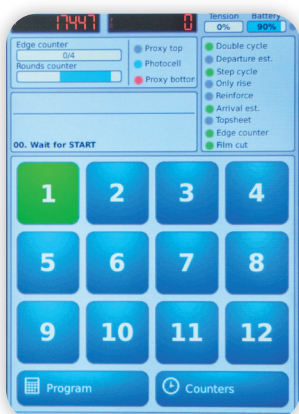 17447 0 Tension Battery
0% 90%
Edge counter
0/4
Rounds counter
Proxy top
Photocell
Proxy bottor
Double cycle
Departure est.
Step cycle
Only rise
Reinforce
Arrival est.
Topsheet
Edge counter
Film cut
00. Wait for START
1 2 3 4
5 6 7 8
9 10 11 12
Program Counters